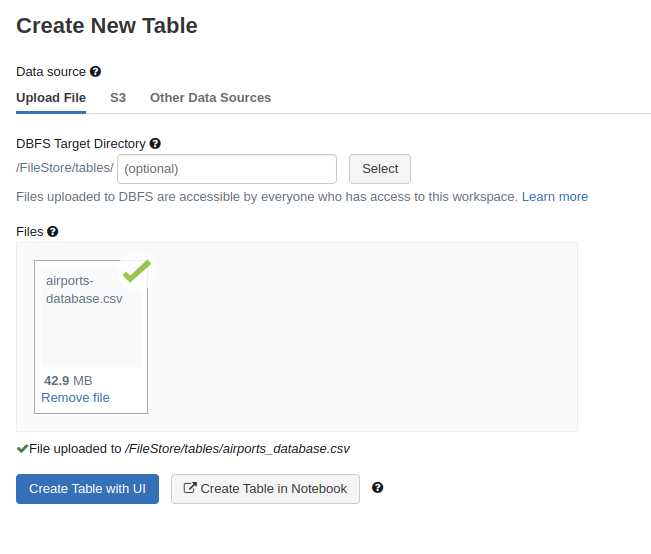 Create New Table
Data source
Upload File S3 Other Data Sources
DBFS Target Directory
/FileStore/tables/ (optional) Select
Files uploaded to DBFS are accessible by everyone who has access to this workspace. Learn more
Files
airports-
database.csv
42.9 MB
Remove file
File uploaded to /FileStore/tables/airports_database.csv
Create Table with UI Create Table in Notebook